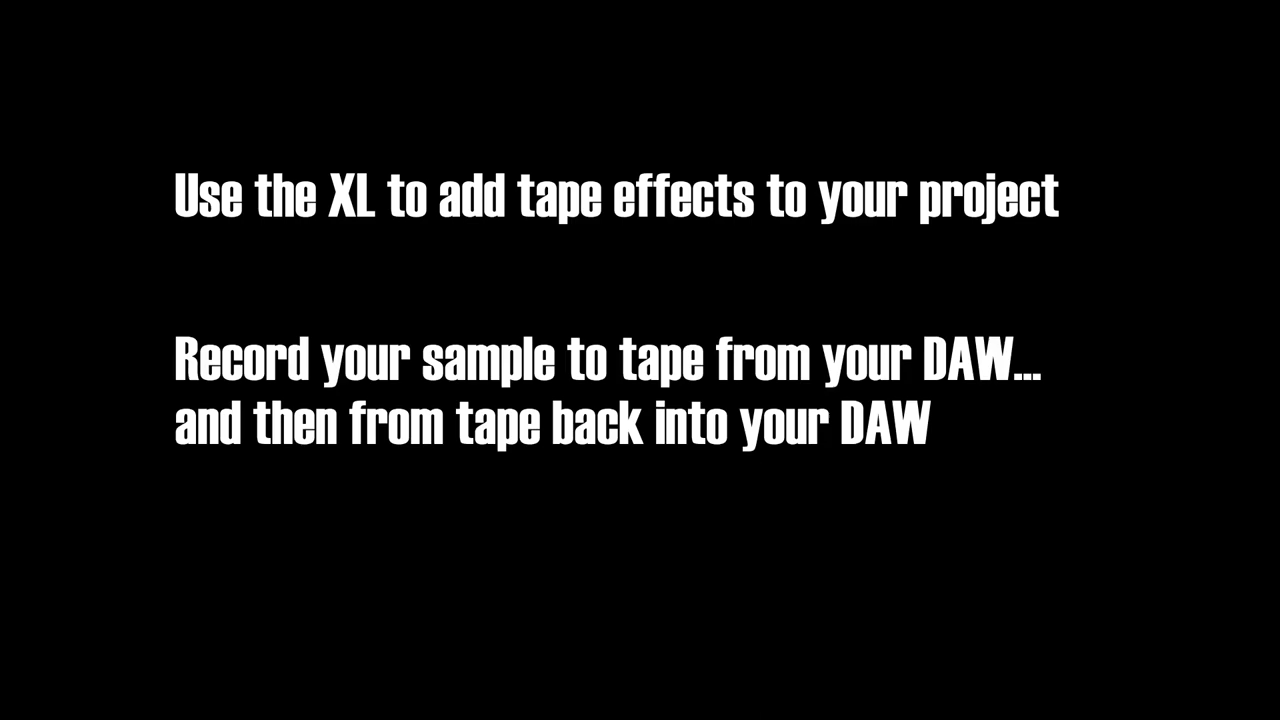 Use the XL to add tape effects to your project
Record your sample to tape from your DAW...
and then from tape back into your DAW